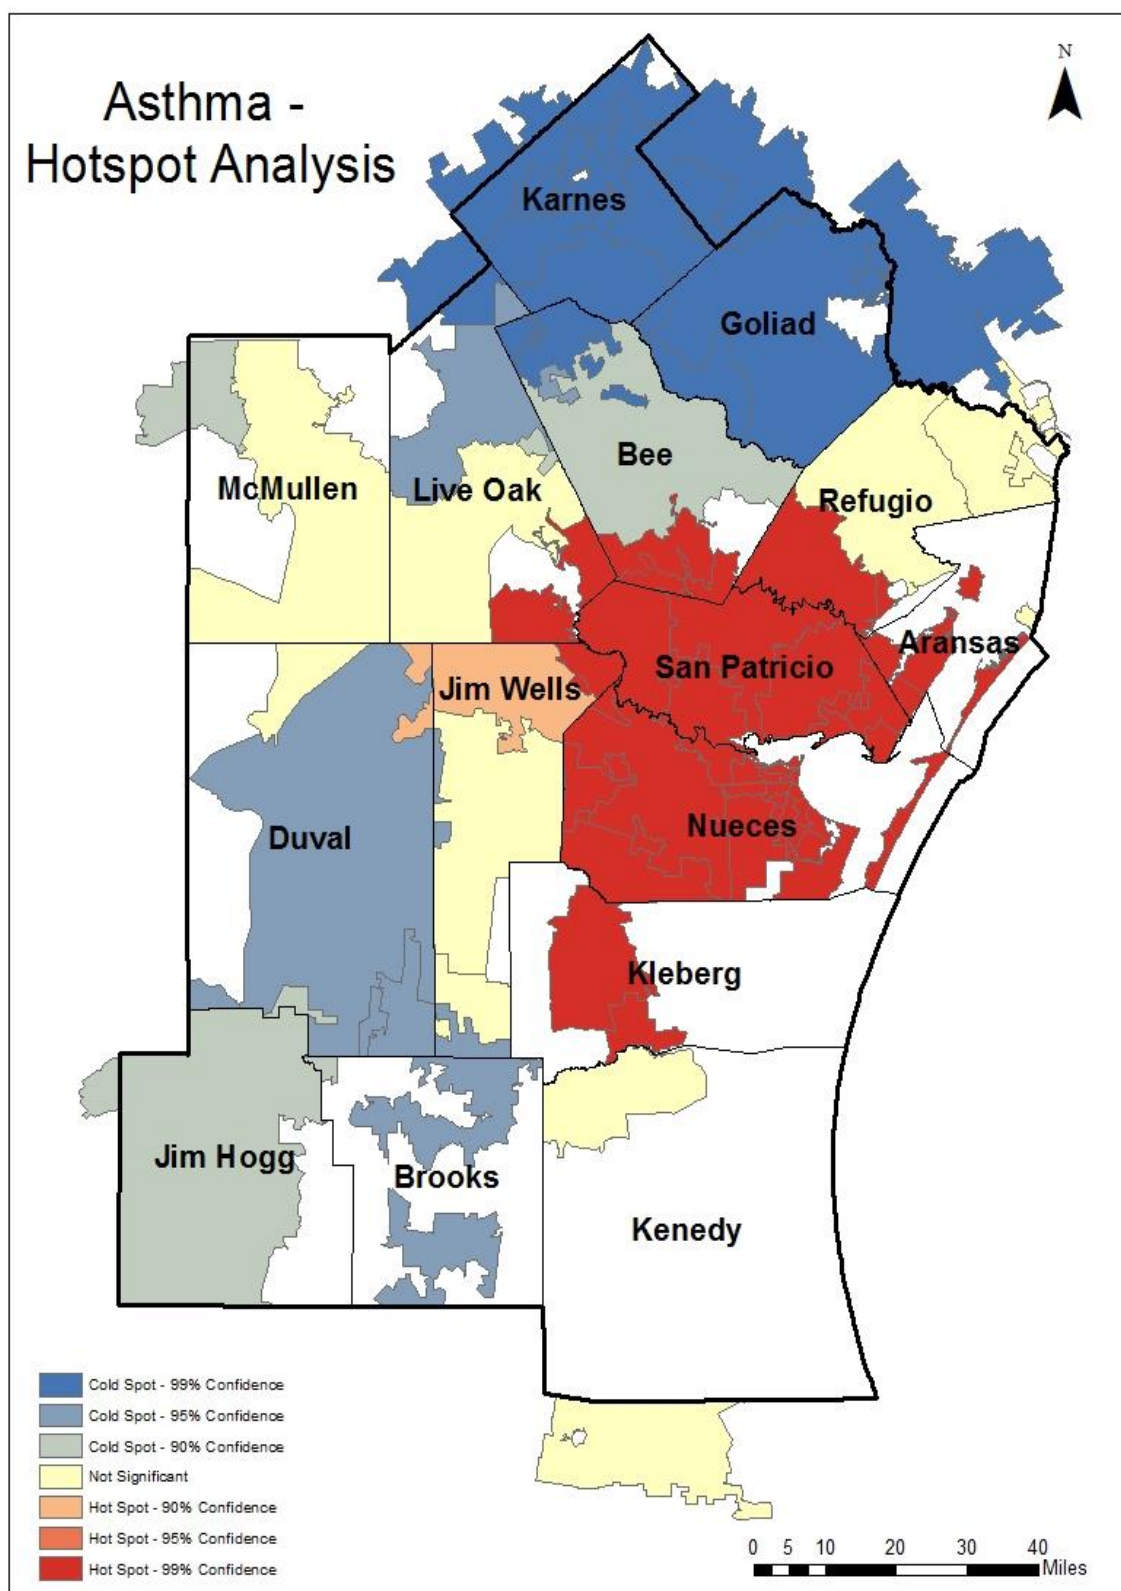 Asthma -
Hotspot Analysis
N
Karnes
Goliad
Bee
McMullen
Live Oak
Refugio
Aransas
San Patricio
Jim Wells
Nueces
Duval
Kleberg
Jim Hogg
Brooks
Kenedy
Cold Spot - 99% Confidence
Cold Spot - 95% Confidence
Cold Spot - 90% Confidence
Not Significant
Hot Spot - 90% Confidence
Hot Spot - 95% Confidence
Hot Spot - 99% Confidence
0 5 10 20 30 40
Miles